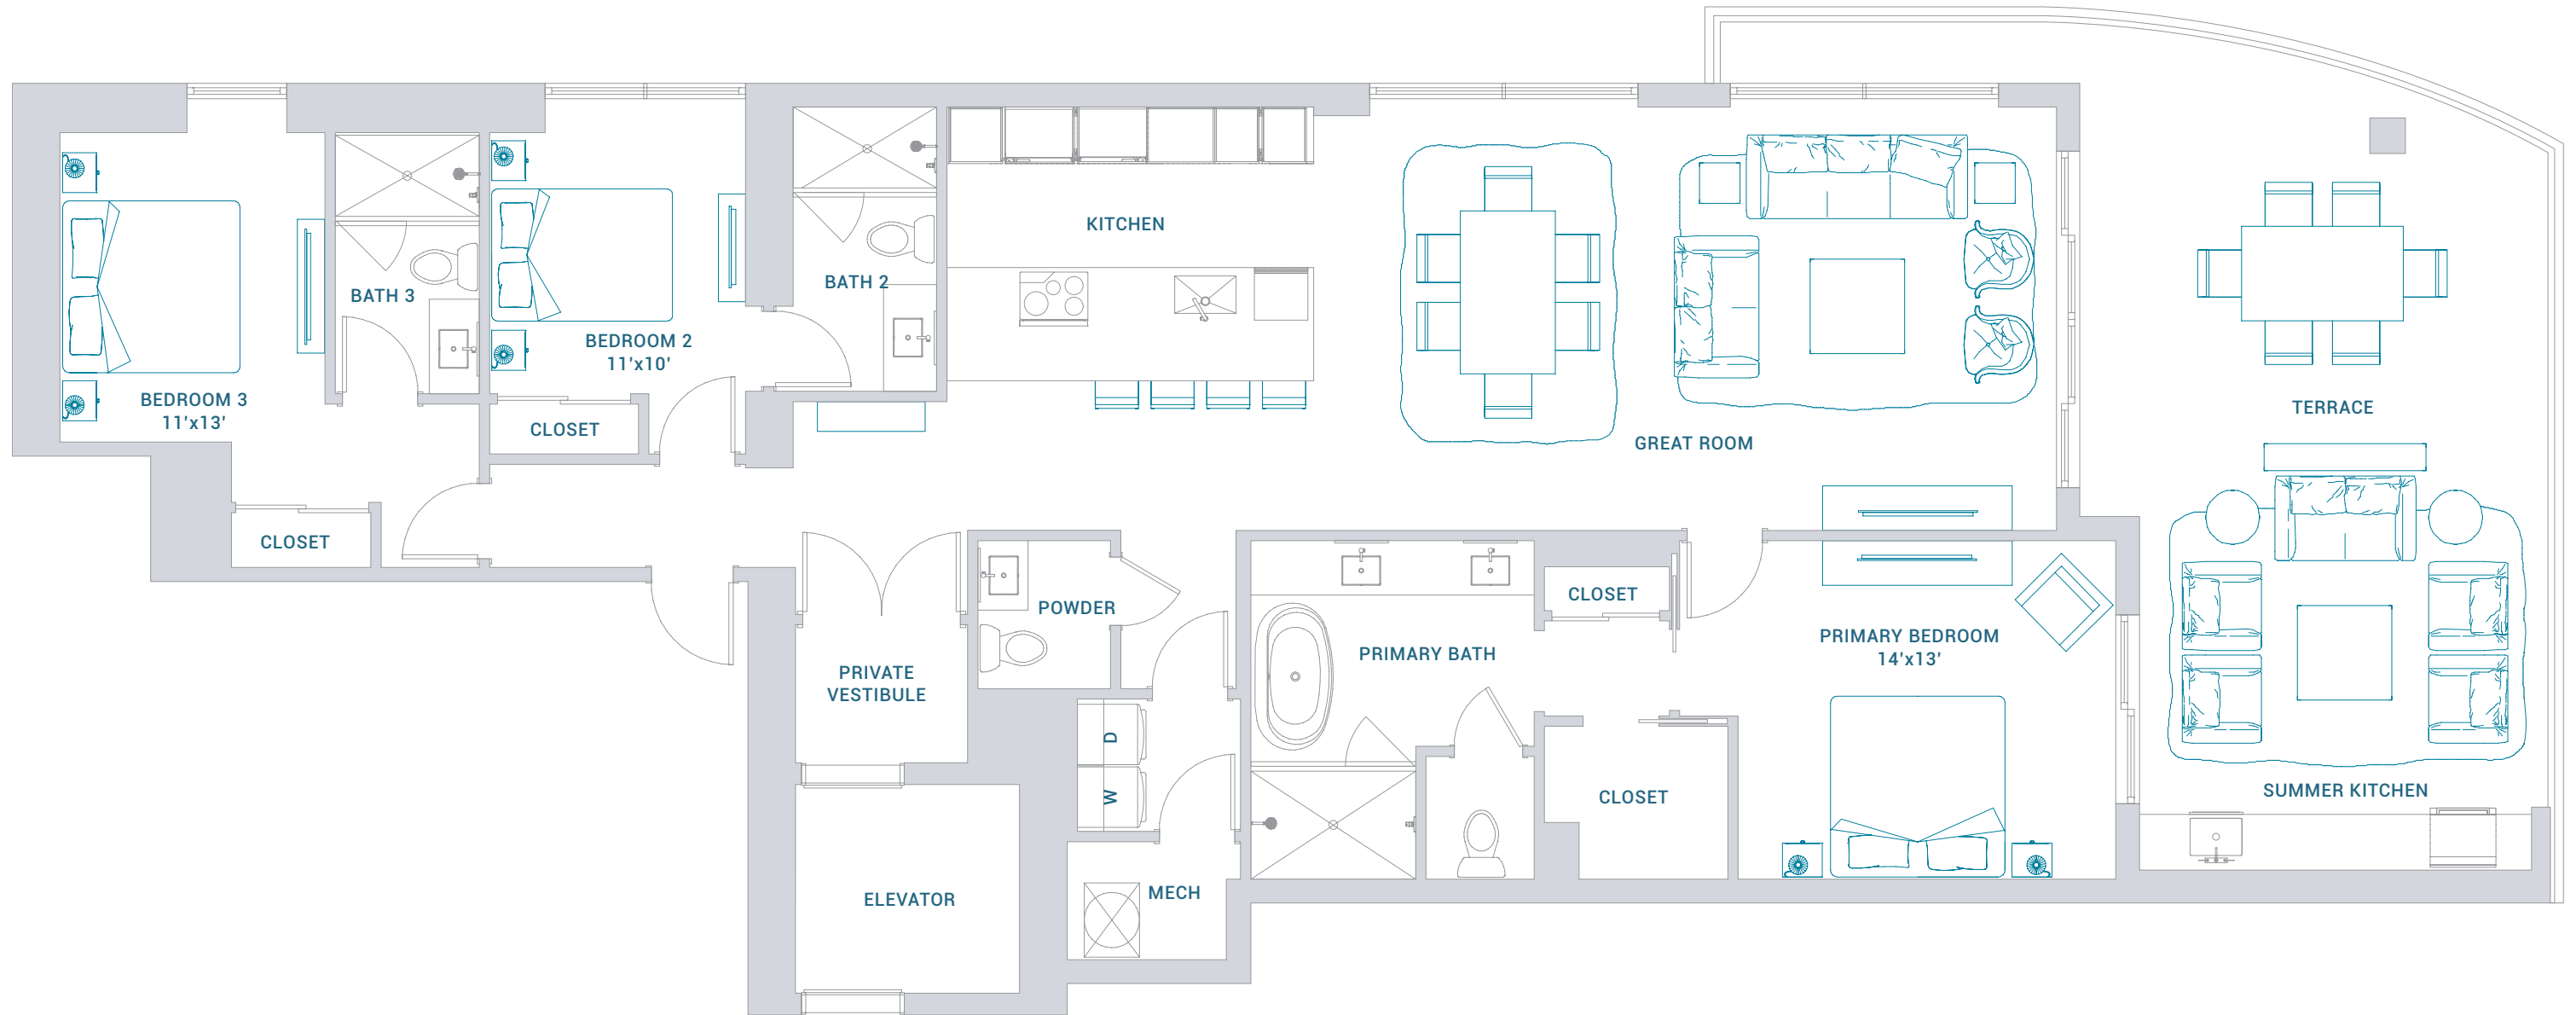 KITCHEN
BATH 2
BATH 3
BEDROOM 2
11'x10'
BEDROOM 3
11'x13'
CLOSET
TERRACE
GREAT ROOM
CLOSET
POWDER
CLOSET
PRIMARY BEDROOM
14'x13'
PRIMARY BATH
PRIVATE
VESTIBULE
D
W
CLOSET
SUMMER KITCHEN
MECH
ELEVATOR